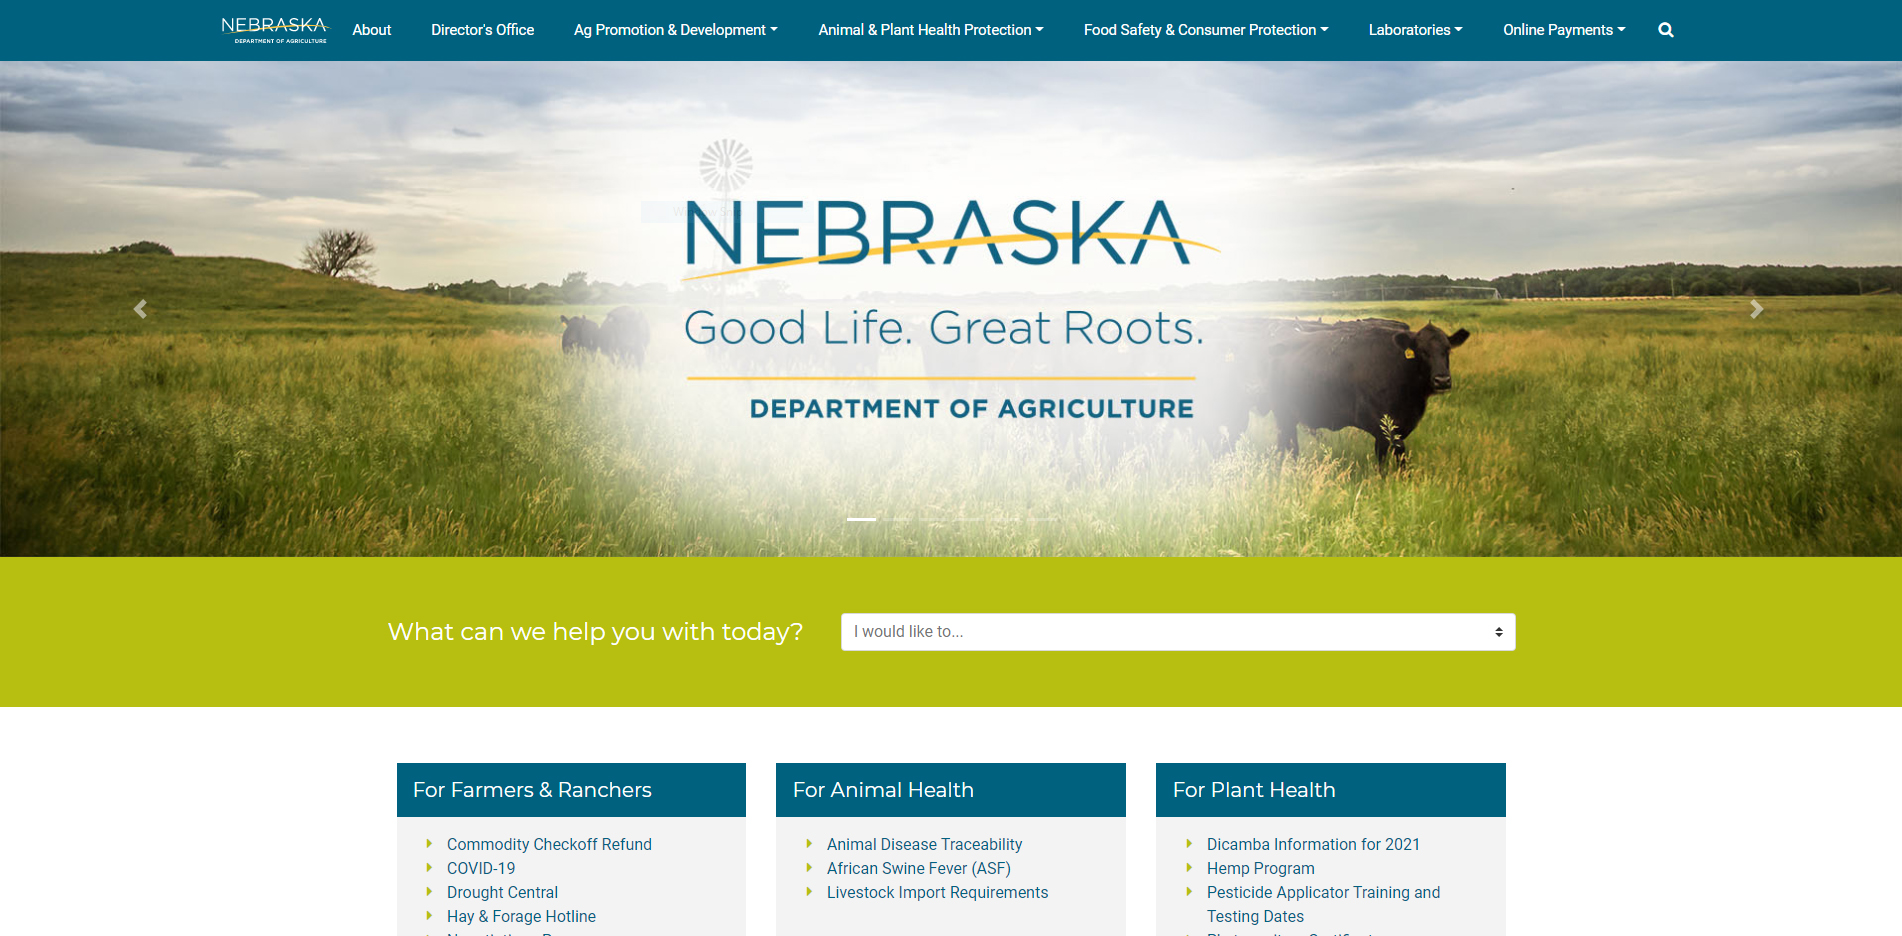 NEBRASKA
DEPARTMENT OF AGRICULTURE
About
Director's Office
Ag Promotion & Development
Animal & Plant Health Protection
Food Safety & Consumer Protection
Laboratories
Online Payments
NEBRASKA
Good Life. Great Roots.
DEPARTMENT OF AGRICULTURE
What can we help you with today?
I would like to...
For Farmers & Ranchers
Commodity Checkoff Refund
COVID-19
Drought Central
Hay & Forage Hotline
For Animal Health
Animal Disease Traceability
African Swine Fever (ASF)
Livestock Import Requirements
For Plant Health
Dicamba Information for 2021
Hemp Program
Pesticide Applicator Training and
Testing Dates